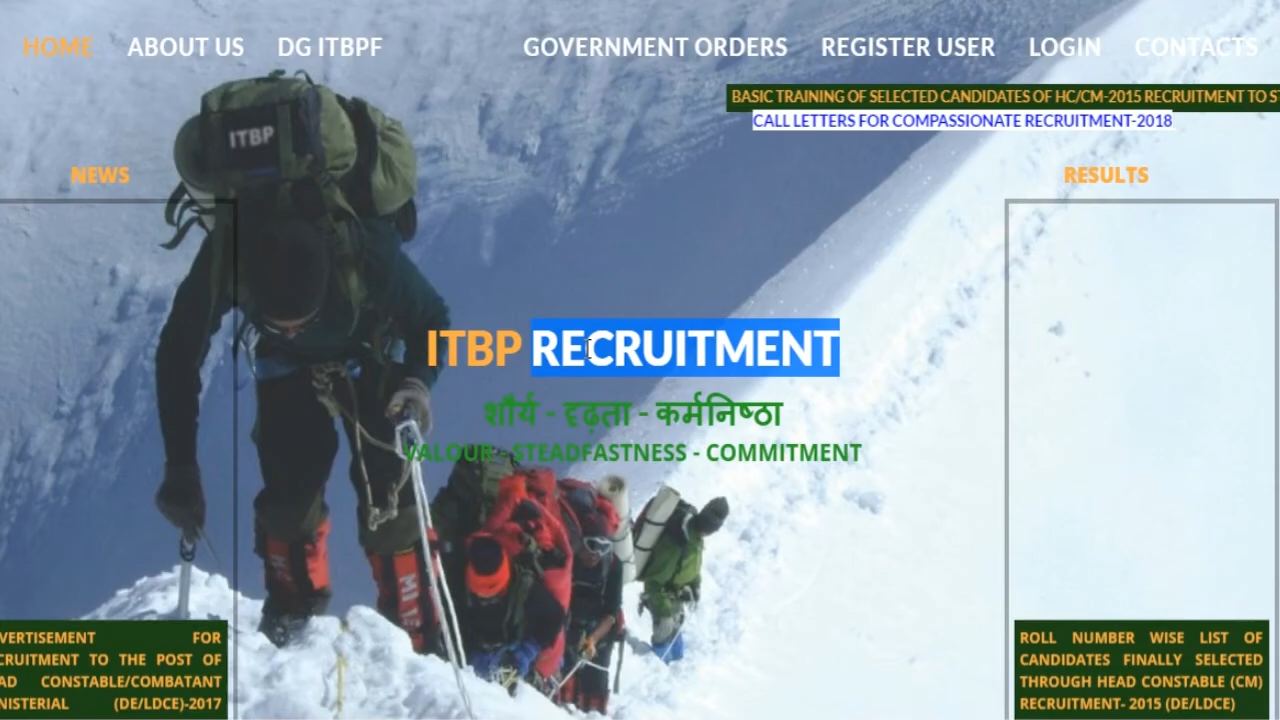 HOME ABOUT US DG ITBPF GOVERNMENT ORDERS REGISTER USER LOGIN CONTACTS
BASIC TRAINING OF SELECTED CANDIDATES OF HC/CM-2015 RECRUITMENT TO
CALL LETTERS FOR COMPASSIONATE RECRUITMENT-2018
ITBP
NEWS
RESULTS
ITBP RECRUITMENT
शौर्य - दृढ़ता - कर्मनिष्ठा
VALOUR - STEADFASTNESS - COMMITMENT
FOR
TO THE POST OF
CONSTABLE/COMBATANT
(DE/LDCE)-2017
ROLL NUMBER WISE LIST OF
CANDIDATES FINALLY SELECTED
THROUGH HEAD CONSTABLE (CM)
RECRUITMENT- 2015 (DE/LDCE)